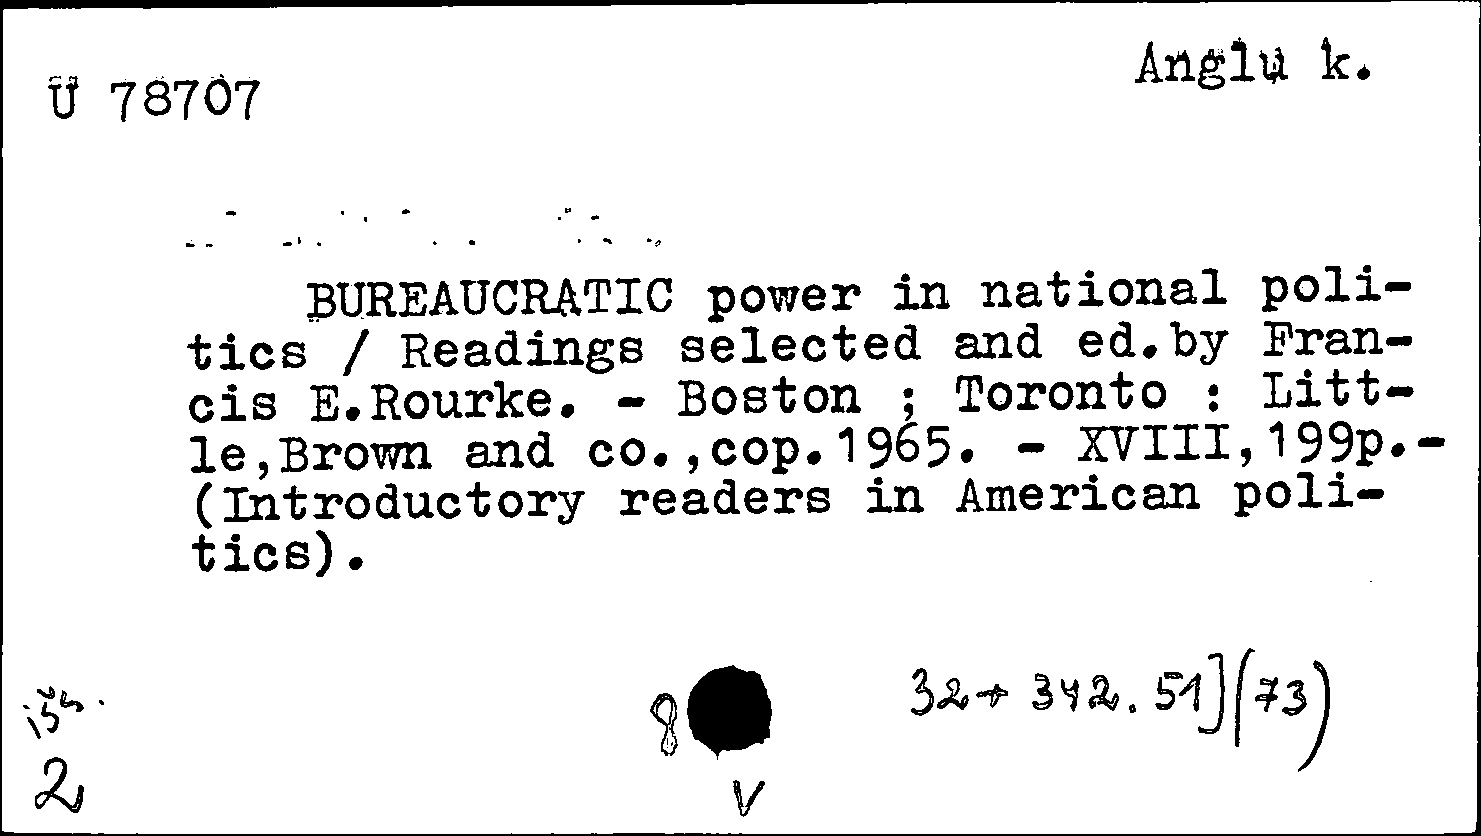 Anglų k.
Ū 78707
BUREAUCRATIC power in national poli-
tics / Readings selected and ed.by Fran-
cis E.Rourke. - Boston ; Toronto : Litt-
le,Brown and co.,cop.1965. - XVIII,199p.-
(Introductory readers in American poli-
tics).
32+342.51](73)
8
2
V